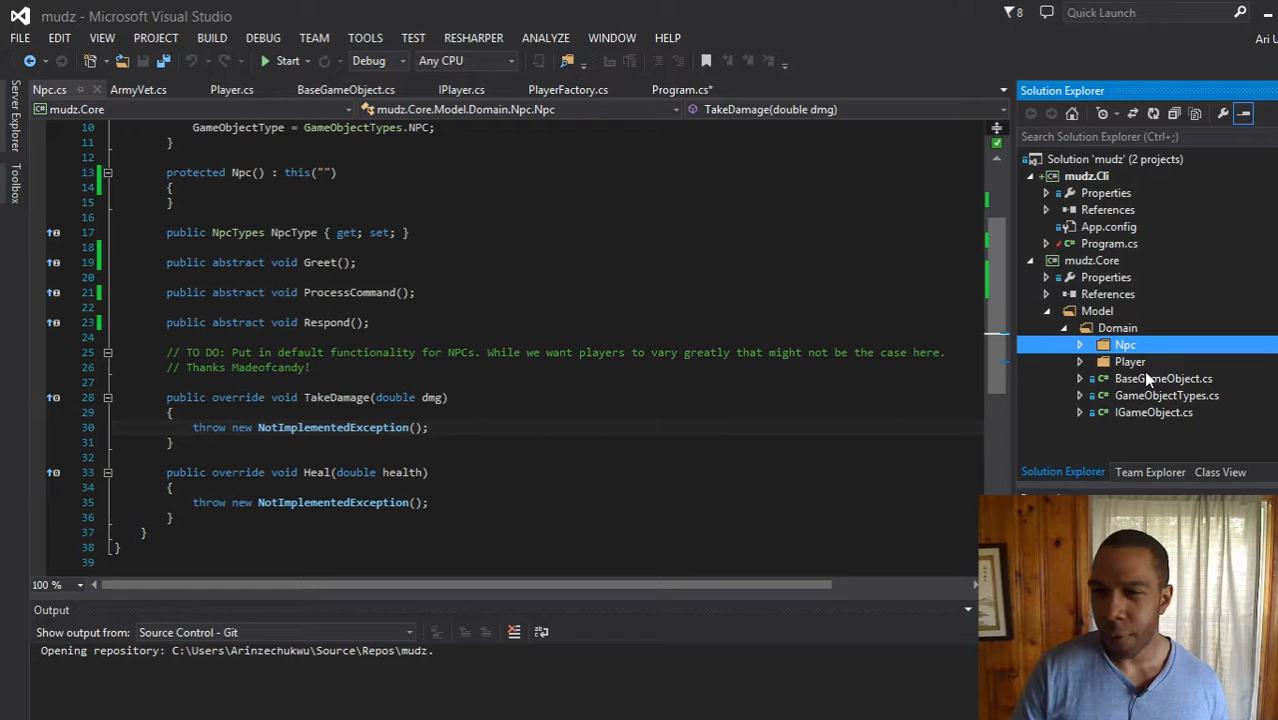 mudz - Microsoft Visual Studio
8
Quick Launch
FILE EDIT VIEW PROJECT BUILD DEBUG TEAM TOOLS TEST RESHARPER ANALYZE WINDOW HELP
Ari U
Start Debug Any CPU
Server Explorer
Toolbox
Npc.cs ArmyVet.cs Player.cs BaseGameObject.cs IPlayer.cs PlayerFactory.cs Program.cs*
mudz.Core mudz.Core.Model.Domain.Npc.Npc TakeDamage(double dmg)
10 GameObjectType = GameObjectTypes.NPC;
11 }
12
13 protected Npc() : this("")
14 {
15 }
16
17 public NpcTypes NpcType { get; set; }
18
19 public abstract void Greet();
20
21 public abstract void ProcessCommand();
22
23 public abstract void Respond();
24
25 // TO DO: Put in default functionality for NPCs. While we want players to vary greatly that might not be the case here.
26 // Thanks Madeofcandy!
27
28 public override void TakeDamage(double dmg)
29 {
30 throw new NotImplementedException();
31 }
32
33 public override void Heal(double health)
34 {
35 throw new NotImplementedException();
36 }
37 }
38 }
39
100 %
Output
Show output from: Source Control - Git
Opening repository: C:\Users\Arinzechukwu\Source\Repos\mudz.
Solution Explorer
Search Solution Explorer (Ctrl+;)
Solution 'mudz' (2 projects)
mudz.Cli
Properties
References
App.config
Program.cs
mudz.Core
Properties
References
Model
Domain
Npc
Player
BaseGameObject.cs
GameObjectTypes.cs
IGameObject.cs
Solution Explorer Team Explorer Class View